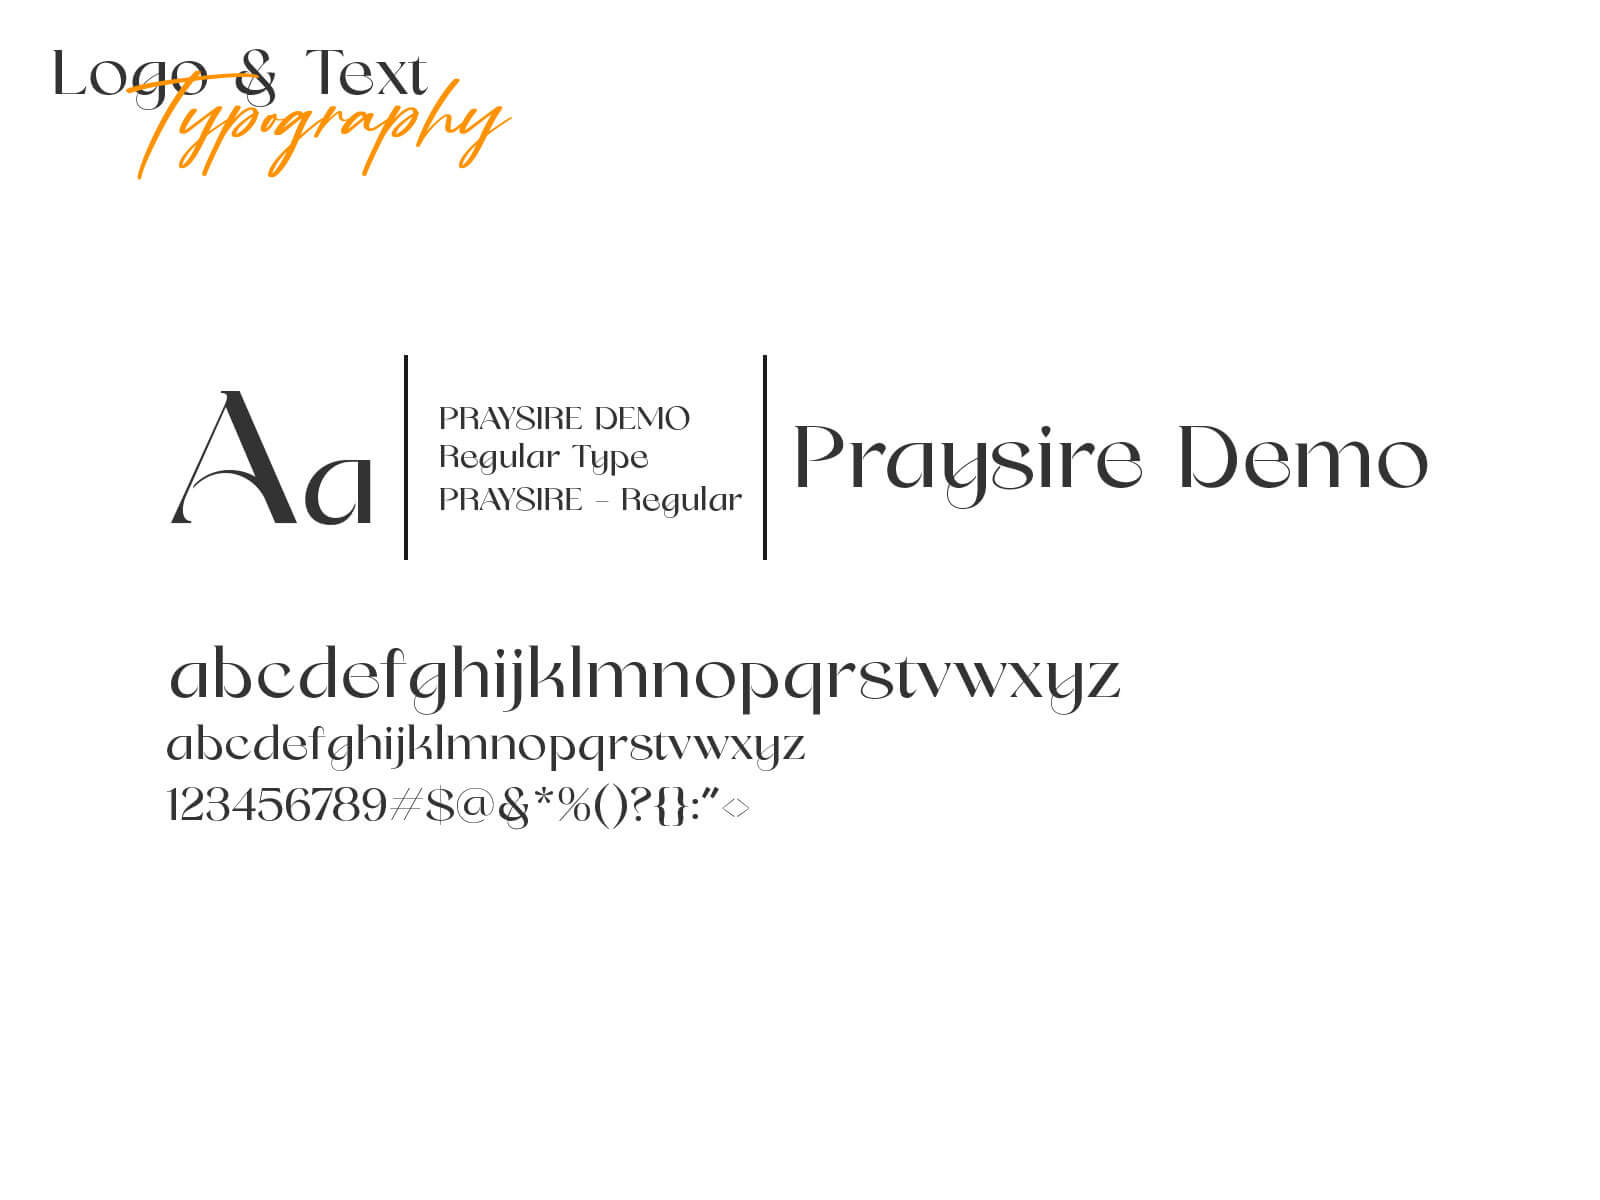 Logo & Text
Typography
Aa
PRAYSIRE DEMO
Regular Type
PRAYSIRE - Regular
Praysire Demo
abcdefghijklmnopqrstvwxyz
abcdefghijklmnopqrstvwxyz
123456789#$@&*%()?{}:"<>